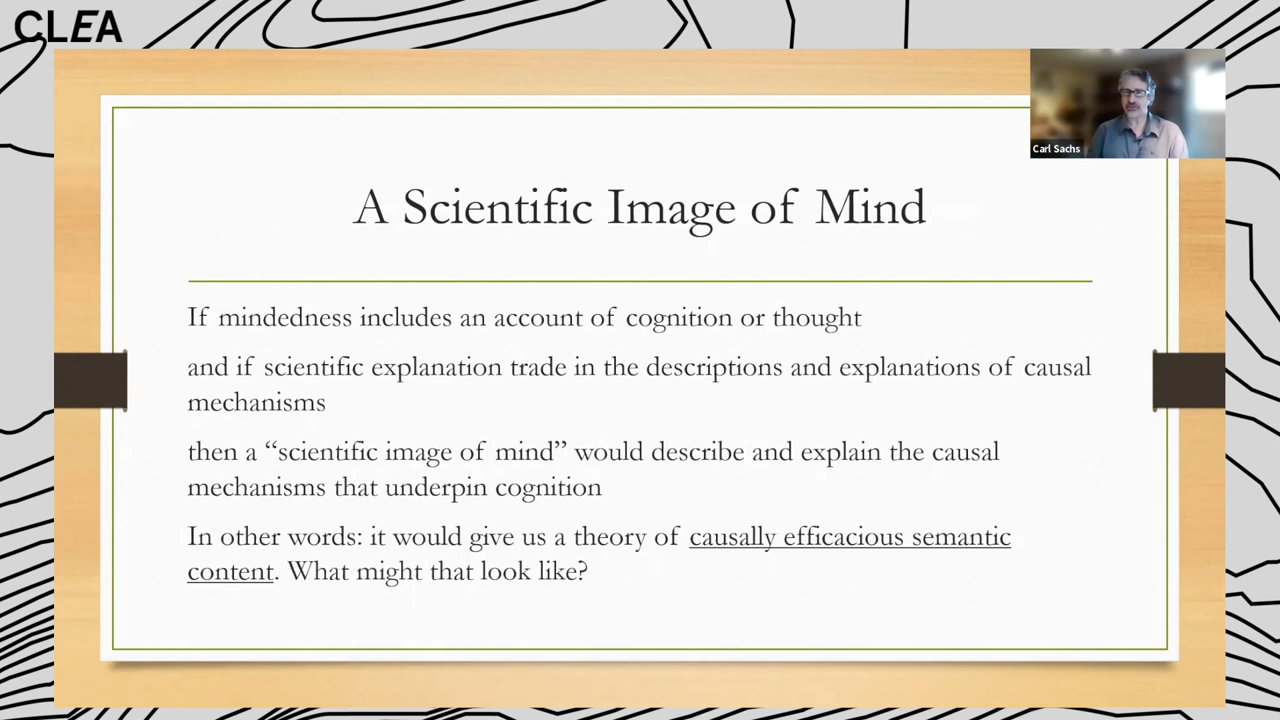 CLEA
Carl Sachs
A Scientific Image of Mind
If mindedness includes an account of cognition or thought
and if scientific explanation trade in the descriptions and explanations of causal
mechanisms
then a “scientific image of mind” would describe and explain the causal
mechanisms that underpin cognition
In other words: it would give us a theory of causally efficacious semantic
content. What might that look like?